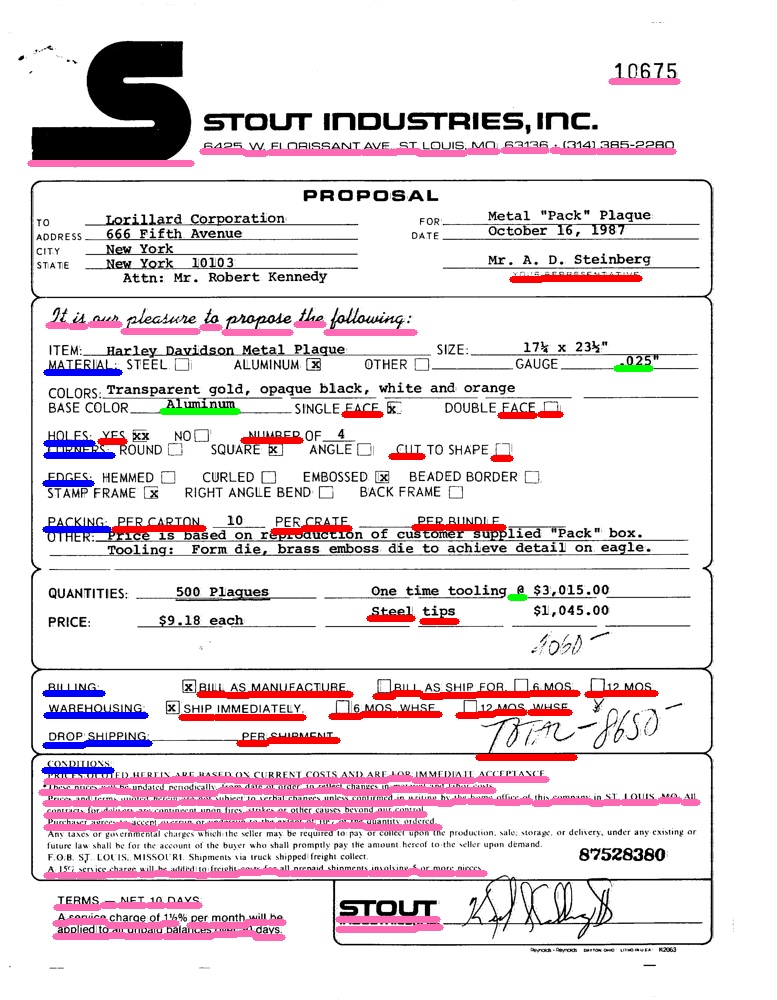 10675
STOUT INDUSTRIES, INC.
6425 W. FLORISSANT AVE. ST. LOUIS, MO. 63136 • (314) 385-2280
PROPOSAL
TO Lorillard Corporation FOR Metal "Pack" Plaque
ADDRESS 666 Fifth Avenue DATE October 16, 1987
CITY New York
STATE New York 10103 Mr. A. D. Steinberg
Attn: Mr. Robert Kennedy YOUR REPRESENTATIVE
It is our pleasure to propose the following:
ITEM: Harley Davidson Metal Plaque SIZE: 17½ x 23½"
MATERIAL: STEEL ☐ ALUMINUM ☒ OTHER ☐ GAUGE .025"
COLORS: Transparent gold, opaque black, white and orange
BASE COLOR Aluminum SINGLE FACE ☒ DOUBLE FACE ☐
HOLES: YES xx NO ☐ NUMBER OF 4
CORNERS: ROUND ☐ SQUARE ☒ ANGLE ☐ CUT TO SHAPE ☐
EDGES: HEMMED ☐ CURLED ☐ EMBOSSED ☒ BEADED BORDER ☐
STAMP FRAME ☒ RIGHT ANGLE BEND ☐ BACK FRAME ☐
PACKING: PER CARTON 10 PER CRATE PER BUNDLE
OTHER: Price is based on reproduction of customer supplied "Pack" box.
Tooling: Form die, brass emboss die to achieve detail on eagle.
QUANTITIES: 500 Plaques One time tooling @ $3,015.00
Steel tips $1,045.00
PRICE: $9.18 each
4060-
BILLING: ☒ BILL AS MANUFACTURE ☐ BILL AS SHIP FOR ☐ 6 MOS. ☐ 12 MOS.
WAREHOUSING: ☒ SHIP IMMEDIATELY. ☐ 6 MOS. WHSE. ☐ 12 MOS. WHSE.
DROP SHIPPING: PER SHIPMENT
TOTAL - 8650-
CONDITIONS:
PRICES QUOTED HEREIN ARE BASED ON CURRENT COSTS AND ARE FOR IMMEDIATE ACCEPTANCE
*These prices will be updated periodically, from date of order, to reflect changes in material and labor costs.
Prices and terms quoted herein are not subject to verbal changes unless confirmed in writing by the home office of this company in ST. LOUIS, MO. All
contracts for delivery are contingent upon fires, strikes or other causes beyond our control.
Purchaser agrees to accept overrun or underrun to the extent of 10% of the quantity ordered.
Any taxes or governmental charges which the seller may be required to pay or collect upon the production, sale, storage, or delivery, under any existing or
future law shall be for the account of the buyer who shall promptly pay the amount hereof to the seller upon demand.
F.O.B. ST. LOUIS, MISSOURI. Shipments via truck shipped freight collect.
87528380
A 15% service charge will be added to freight costs for all prepaid shipments involving 5 or more pieces.
TERMS — NET 10 DAYS
A service charge of 1½% per month will be
applied to all unpaid balances over 30 days.
STOUT
INDUSTRIES, INC.
Reynolds + Reynolds DAYTON, OHIO LITHO IN U.S.A. K2063